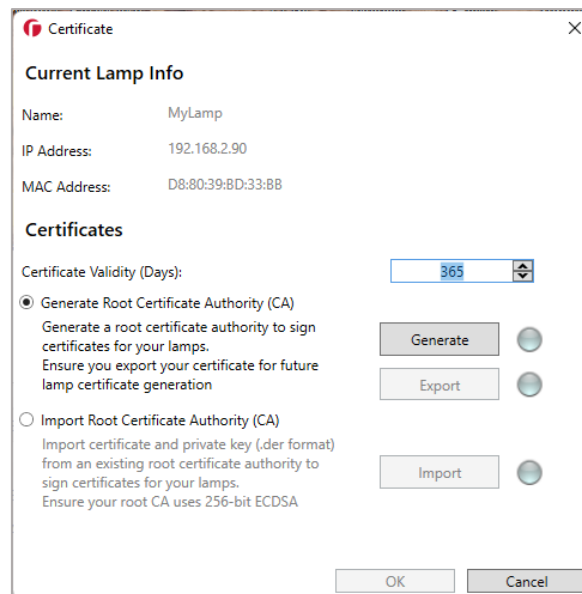 Certificate
Current Lamp Info
Name: MyLamp
IP Address: 192.168.2.90
MAC Address: D8:80:39:BD:33:BB
Certificates
Certificate Validity (Days): 365
Generate Root Certificate Authority (CA)
Generate a root certificate authority to sign
certificates for your lamps.
Generate
Ensure you export your certificate for future
lamp certificate generation
Export
Import Root Certificate Authority (CA)
Import certificate and private key (.der format)
from an existing root certificate authority to
sign certificates for your lamps.
Import
Ensure your root CA uses 256-bit ECDSA
OK Cancel